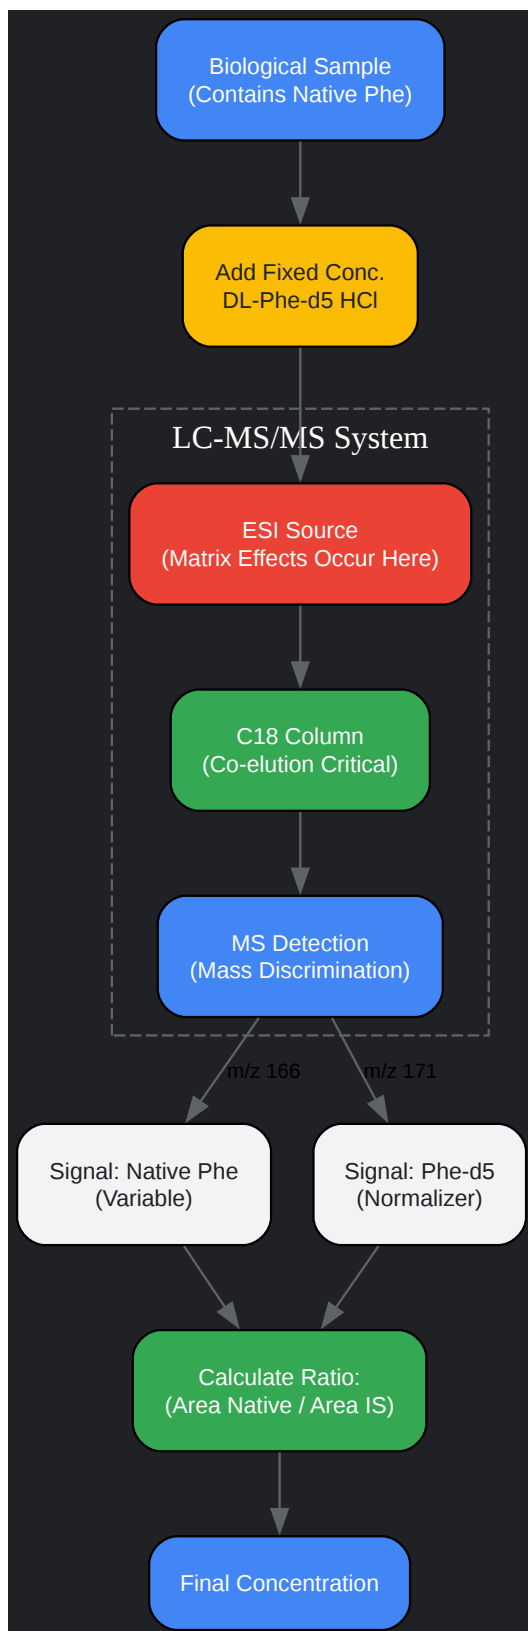 Biological Sample
(Contains Native Phe)
Add Fixed Conc.
DL-Phe-d5 HCl
LC-MS/MS System
ESI Source
(Matrix Effects Occur Here)
C18 Column
(Co-elution Critical)
MS Detection
(Mass Discrimination)
m/z 166
m/z 171
Signal: Native Phe
(Variable)
Signal: Phe-d5
(Normalizer)
Calculate Ratio:
(Area Native / Area IS)
Final Concentration